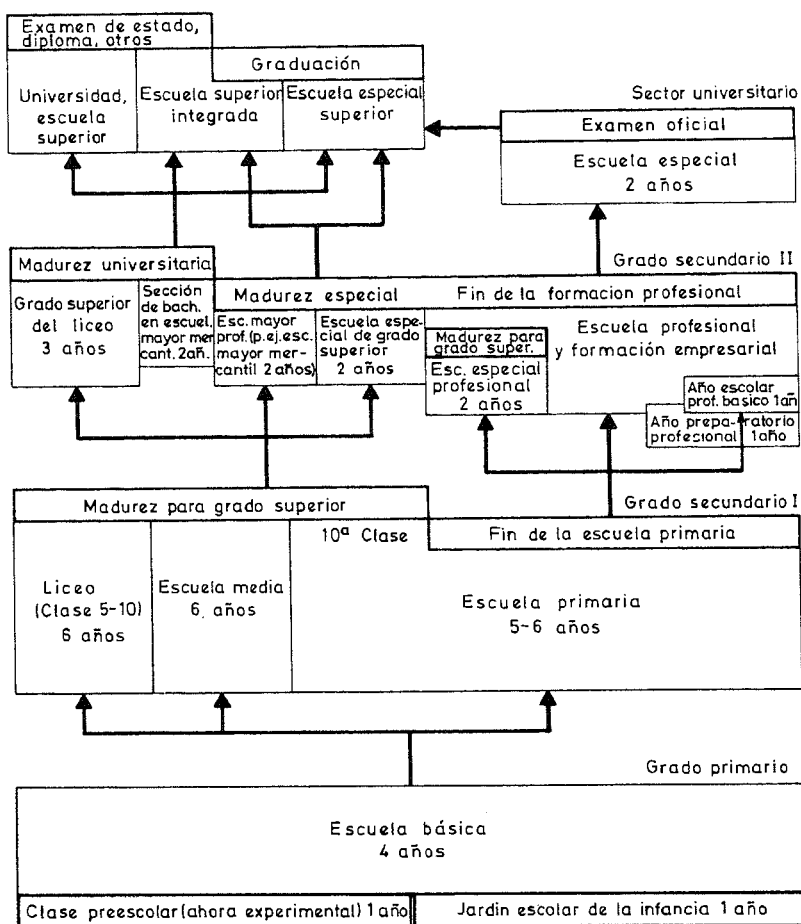 Examen de estado,
diploma, otros
Graduación
Universidad,
escuela
superior
Escuela superior
integrada
Escuela especial
superior
Sector universitario
Examen oficial
Escuela especial
2 años
Grado secundario II
Madurez universitaria
Madurez especial
Fin de la formacion profesional
Grado superior
del liceo
3 años
Sección
de bach.
en escuel.
mayor mer
cant. 2añ.
Esc. mayor
prof.(p.ej.esc.
mayor mer-
cantil 2 años)
Escuela espe-
cial de grado
superior
2 años
Madurez para
grado super.
Esc. especial
profesional
2 años
Escuela profesional
y formación empresarial
Año escolar
prof. basico 1añ
Año prepa-ratorio
profesional 1año
Grado secundario I
Madurez para grado superior
10ª Clase
Fin de la escuela primaria
Liceo
(Clase 5-10)
6 años
Escuela media
6, años
Escuela primaria
5-6 años
Grado primario
Escuela básica
4 años
Clase preescolar (ahora experimental) 1 año
Jardin escolar de la infancia 1 año